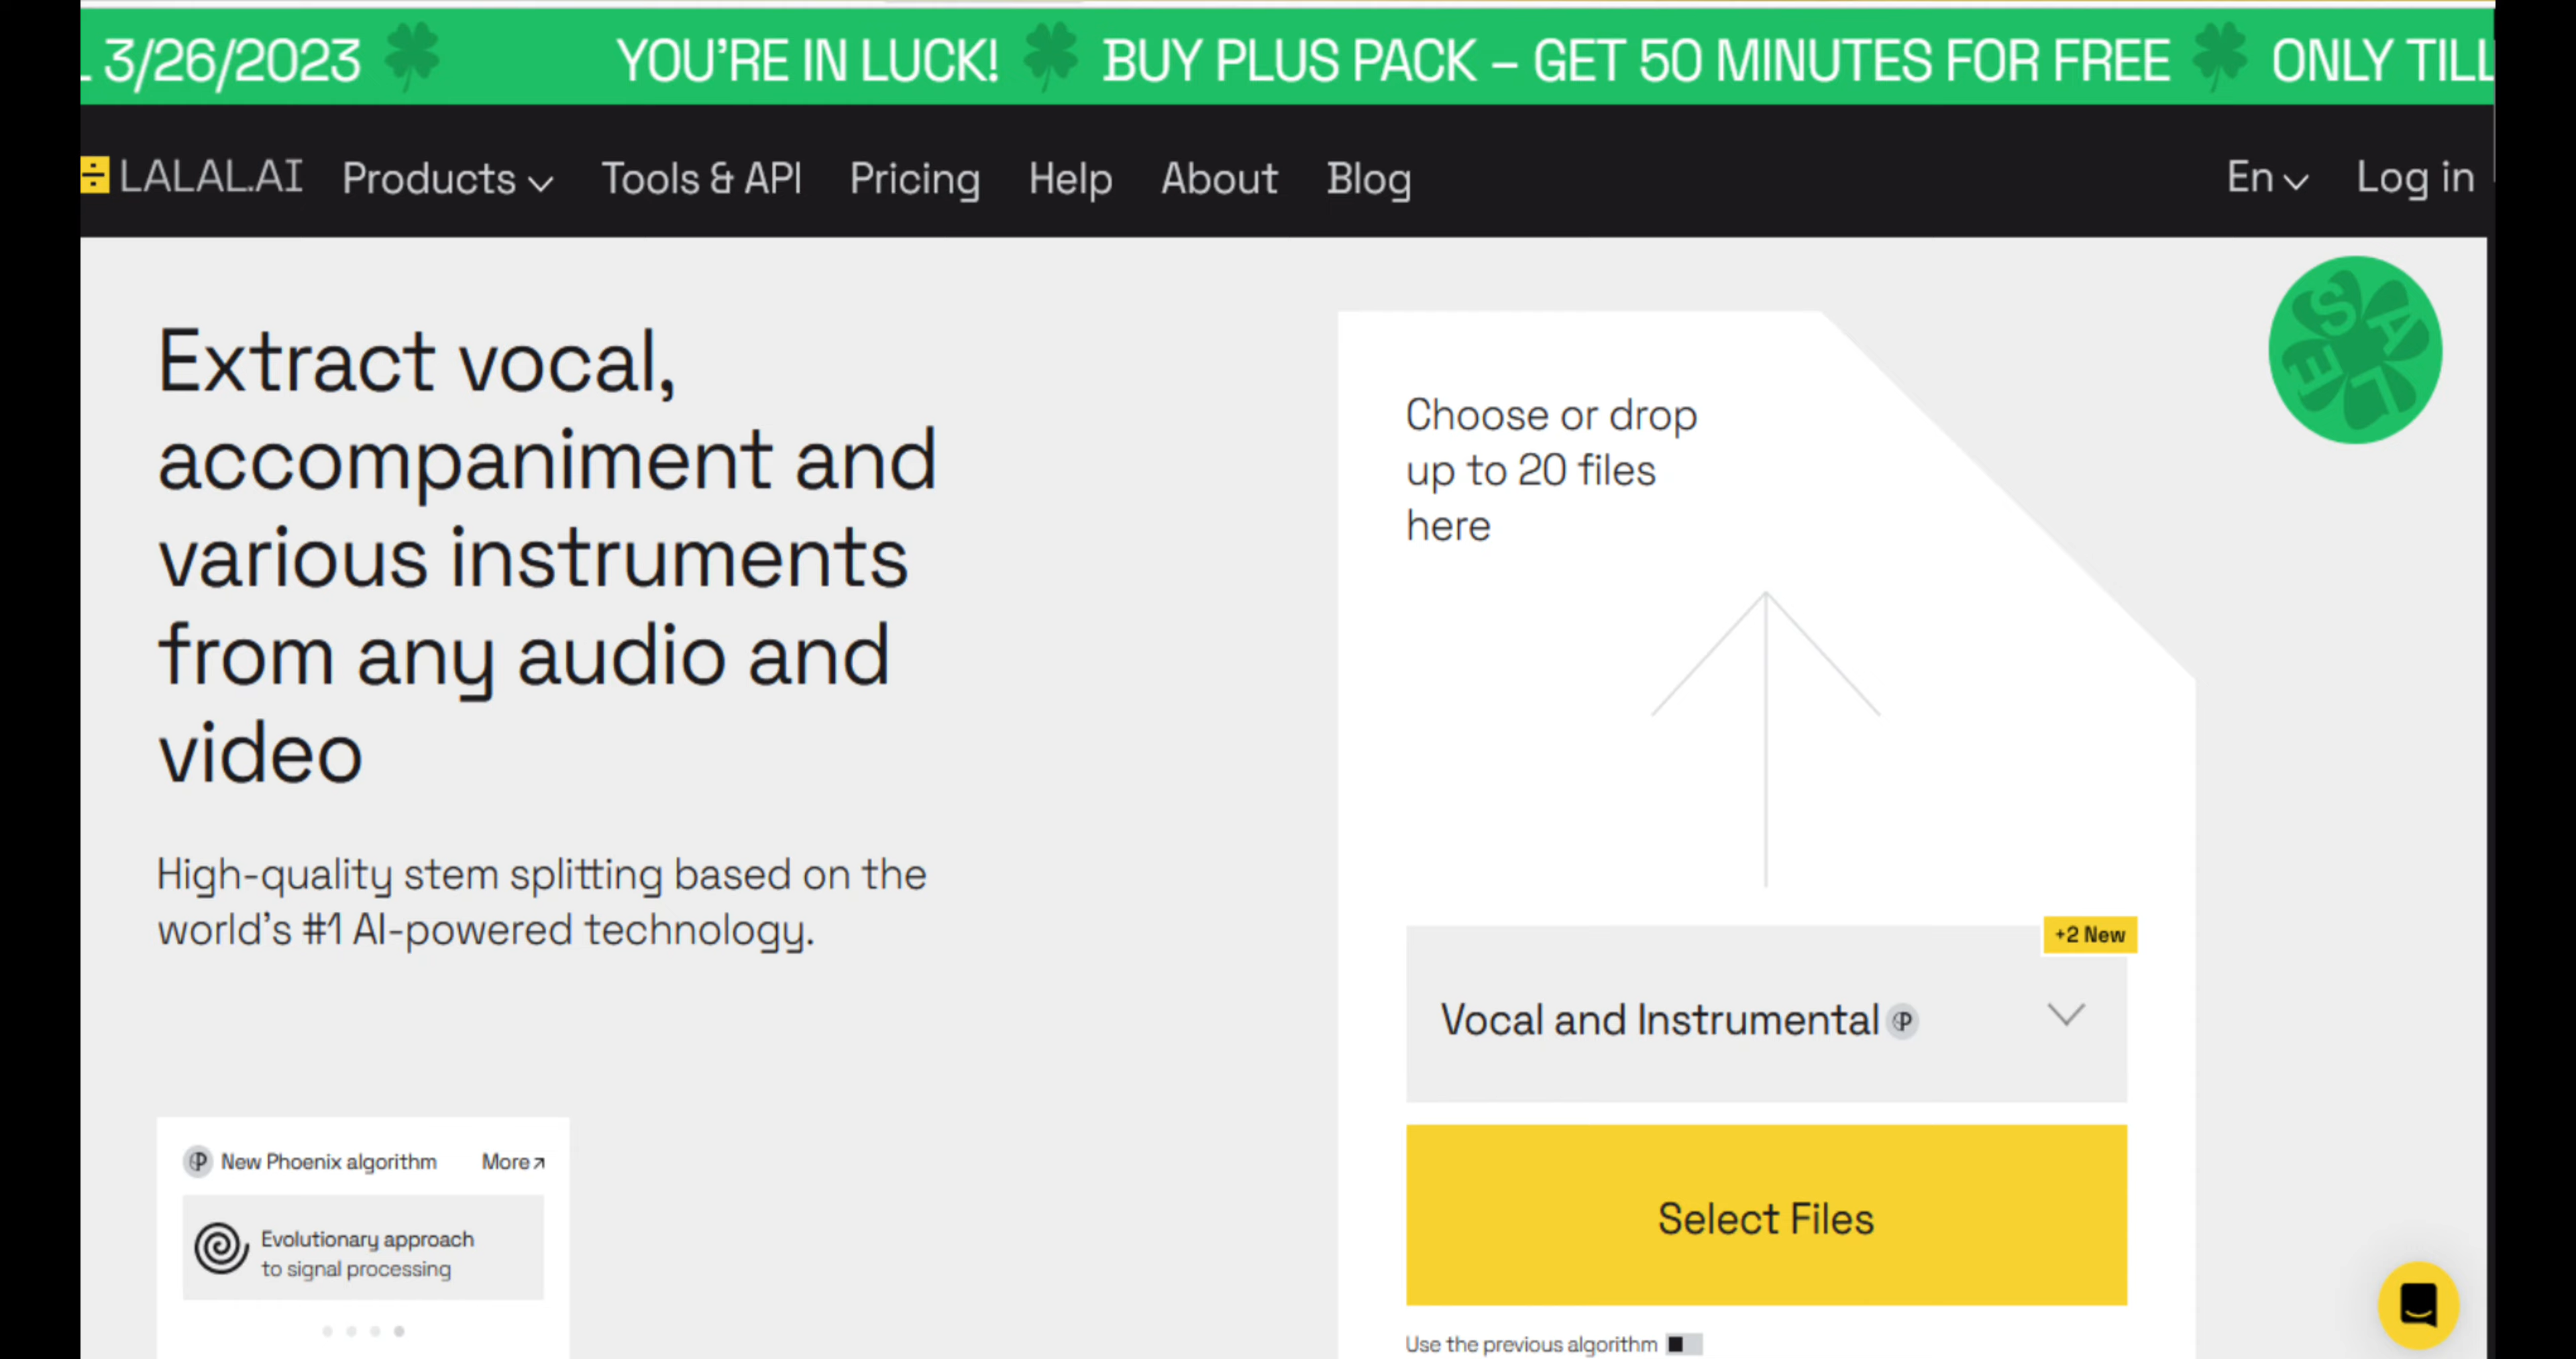 3/26/2023 YOU'RE IN LUCK! BUY PLUS PACK – GET 50 MINUTES FOR FREE ONLY TILL
LALAL.AI Products Tools & API Pricing Help About Blog En Log in
Extract vocal,
accompaniment and
various instruments
from any audio and
video
High-quality stem splitting based on the
world's #1 AI-powered technology.
New Phoenix algorithm More
Evolutionary approach
to signal processing
SALE
Choose or drop
up to 20 files
here
+2 New
Vocal and Instrumental P
Select Files
Use the previous algorithm